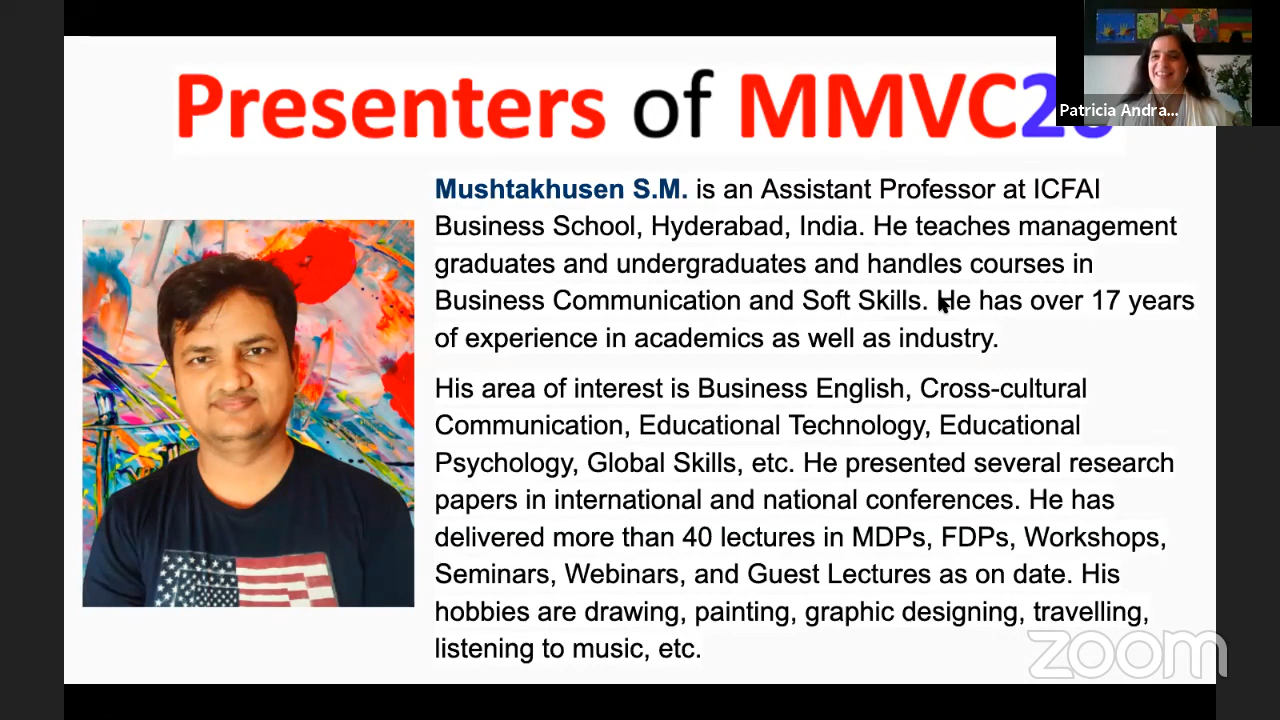 Presenters of MMVC20
Patricia Andra...
Mushtakhusen S.M. is an Assistant Professor at ICFAI
Business School, Hyderabad, India. He teaches management
graduates and undergraduates and handles courses in
Business Communication and Soft Skills. He has over 17 years
of experience in academics as well as industry.
His area of interest is Business English, Cross-cultural
Communication, Educational Technology, Educational
Psychology, Global Skills, etc. He presented several research
papers in international and national conferences. He has
delivered more than 40 lectures in MDPs, FDPs, Workshops,
Seminars, Webinars, and Guest Lectures as on date. His
hobbies are drawing, painting, graphic designing, travelling,
listening to music, etc.
zoom